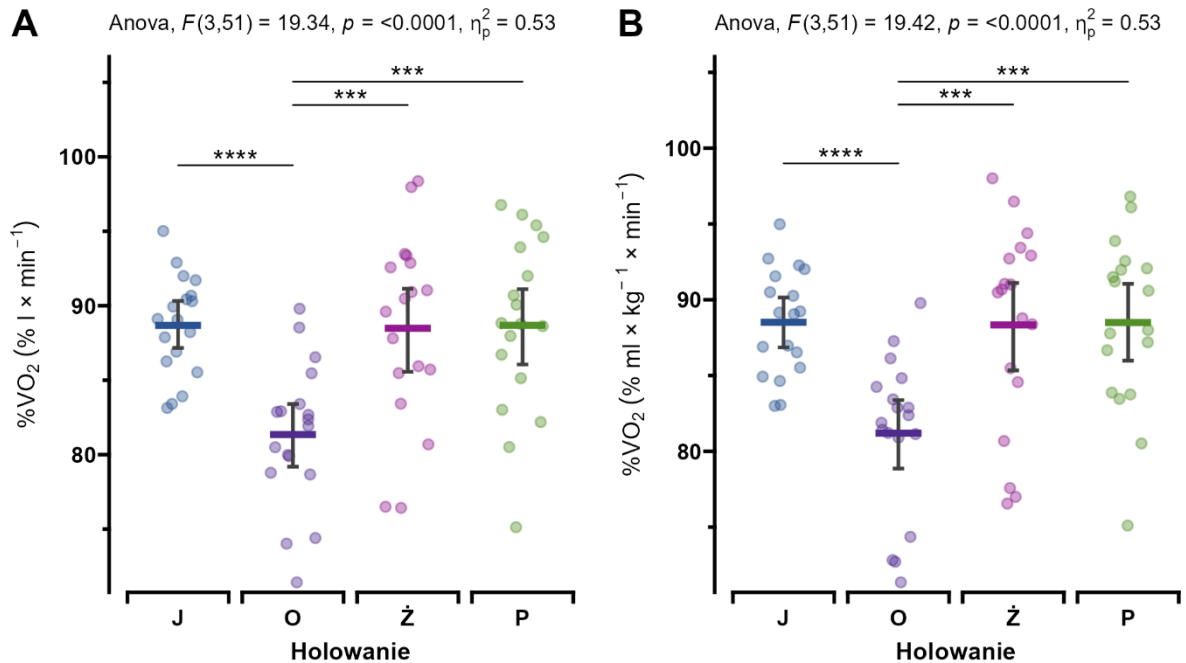 A
Anova, F(3,51) = 19.34, p = <0.0001, η²p = 0.53
***
***
****
100
90
80
%VO₂ (% l × min⁻¹)
J O Ż P
Holowanie
B
Anova, F(3,51) = 19.42, p = <0.0001, η²p = 0.53
***
***
****
100
90
80
%VO₂ (% ml × kg⁻¹ × min⁻¹)
J O Ż P
Holowanie